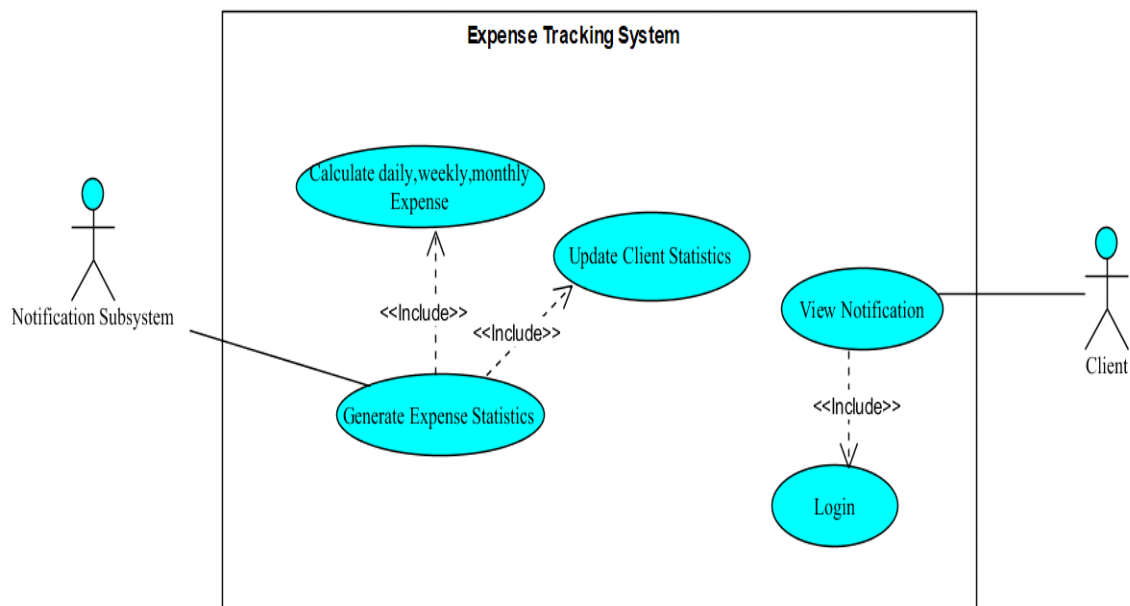 Expense Tracking System
Calculate daily,weekly,monthly
Expense
Update Client Statistics
Notification Subsystem
<<Include>>
<<Include>>
View Notification
Client
Generate Expense Statistics
<<Include>>
Login